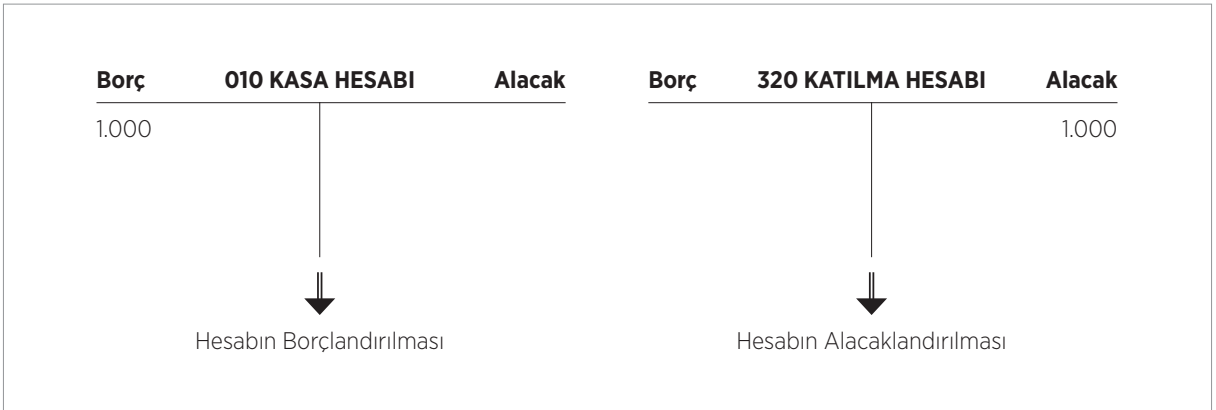 Borç 010 KASA HESABI Alacak
1.000
Hesabın Borçlandırılması
Borç 320 KATILMA HESABI Alacak
1.000
Hesabın Alacaklandırılması